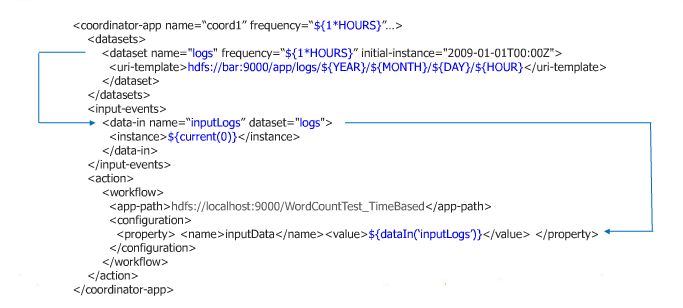 <coordinator-app name=“coord1” frequency=“${1*HOURS}”…>
<datasets>
<dataset name="logs" frequency=“${1*HOURS}” initial-instance="2009-01-01T00:00Z">
<uri-template>hdfs://bar:9000/app/logs/${YEAR}/${MONTH}/${DAY}/${HOUR}</uri-template>
</dataset>
</datasets>
<input-events>
<data-in name=“inputLogs” dataset="logs">
<instance>${current(0)}</instance>
</data-in>
</input-events>
<action>
<workflow>
<app-path>hdfs://localhost:9000/WordCountTest_TimeBased</app-path>
<configuration>
<property> <name>inputData</name><value>${dataIn(‘inputLogs’)}</value> </property>
</configuration>
</workflow>
</action>
</coordinator-app>